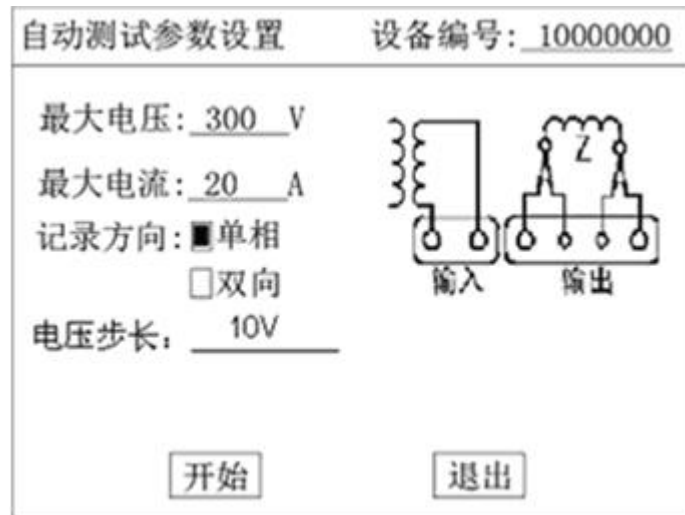 自动测试参数设置 设备编号: 10000000
最大电压: 300 V
最大电流: 20 A
记录方向: 单相
双向
电压步长: 10V
Z
输入 输出
开始 退出